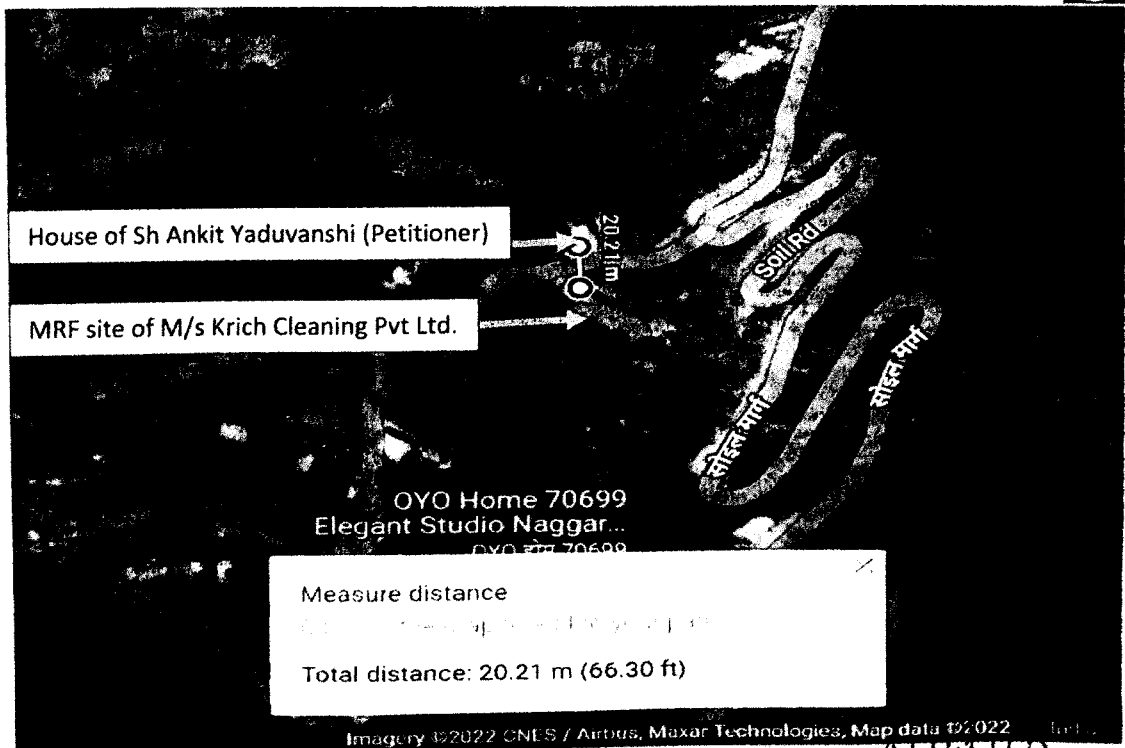 20.21 m
House of Sh Ankit Yaduvanshi (Petitioner)
Soil Rd
MRF site of M/s Krich Cleaning Pvt Ltd.
सोइल मार्ग
सोइल मार्ग
OYO Home 70699
Elegant Studio Naggar...
OYO होम 70699
Measure distance
Total distance: 20.21 m (66.30 ft)
Imagery ©2022 CNES / Airbus, Maxar Technologies, Map data ©2022